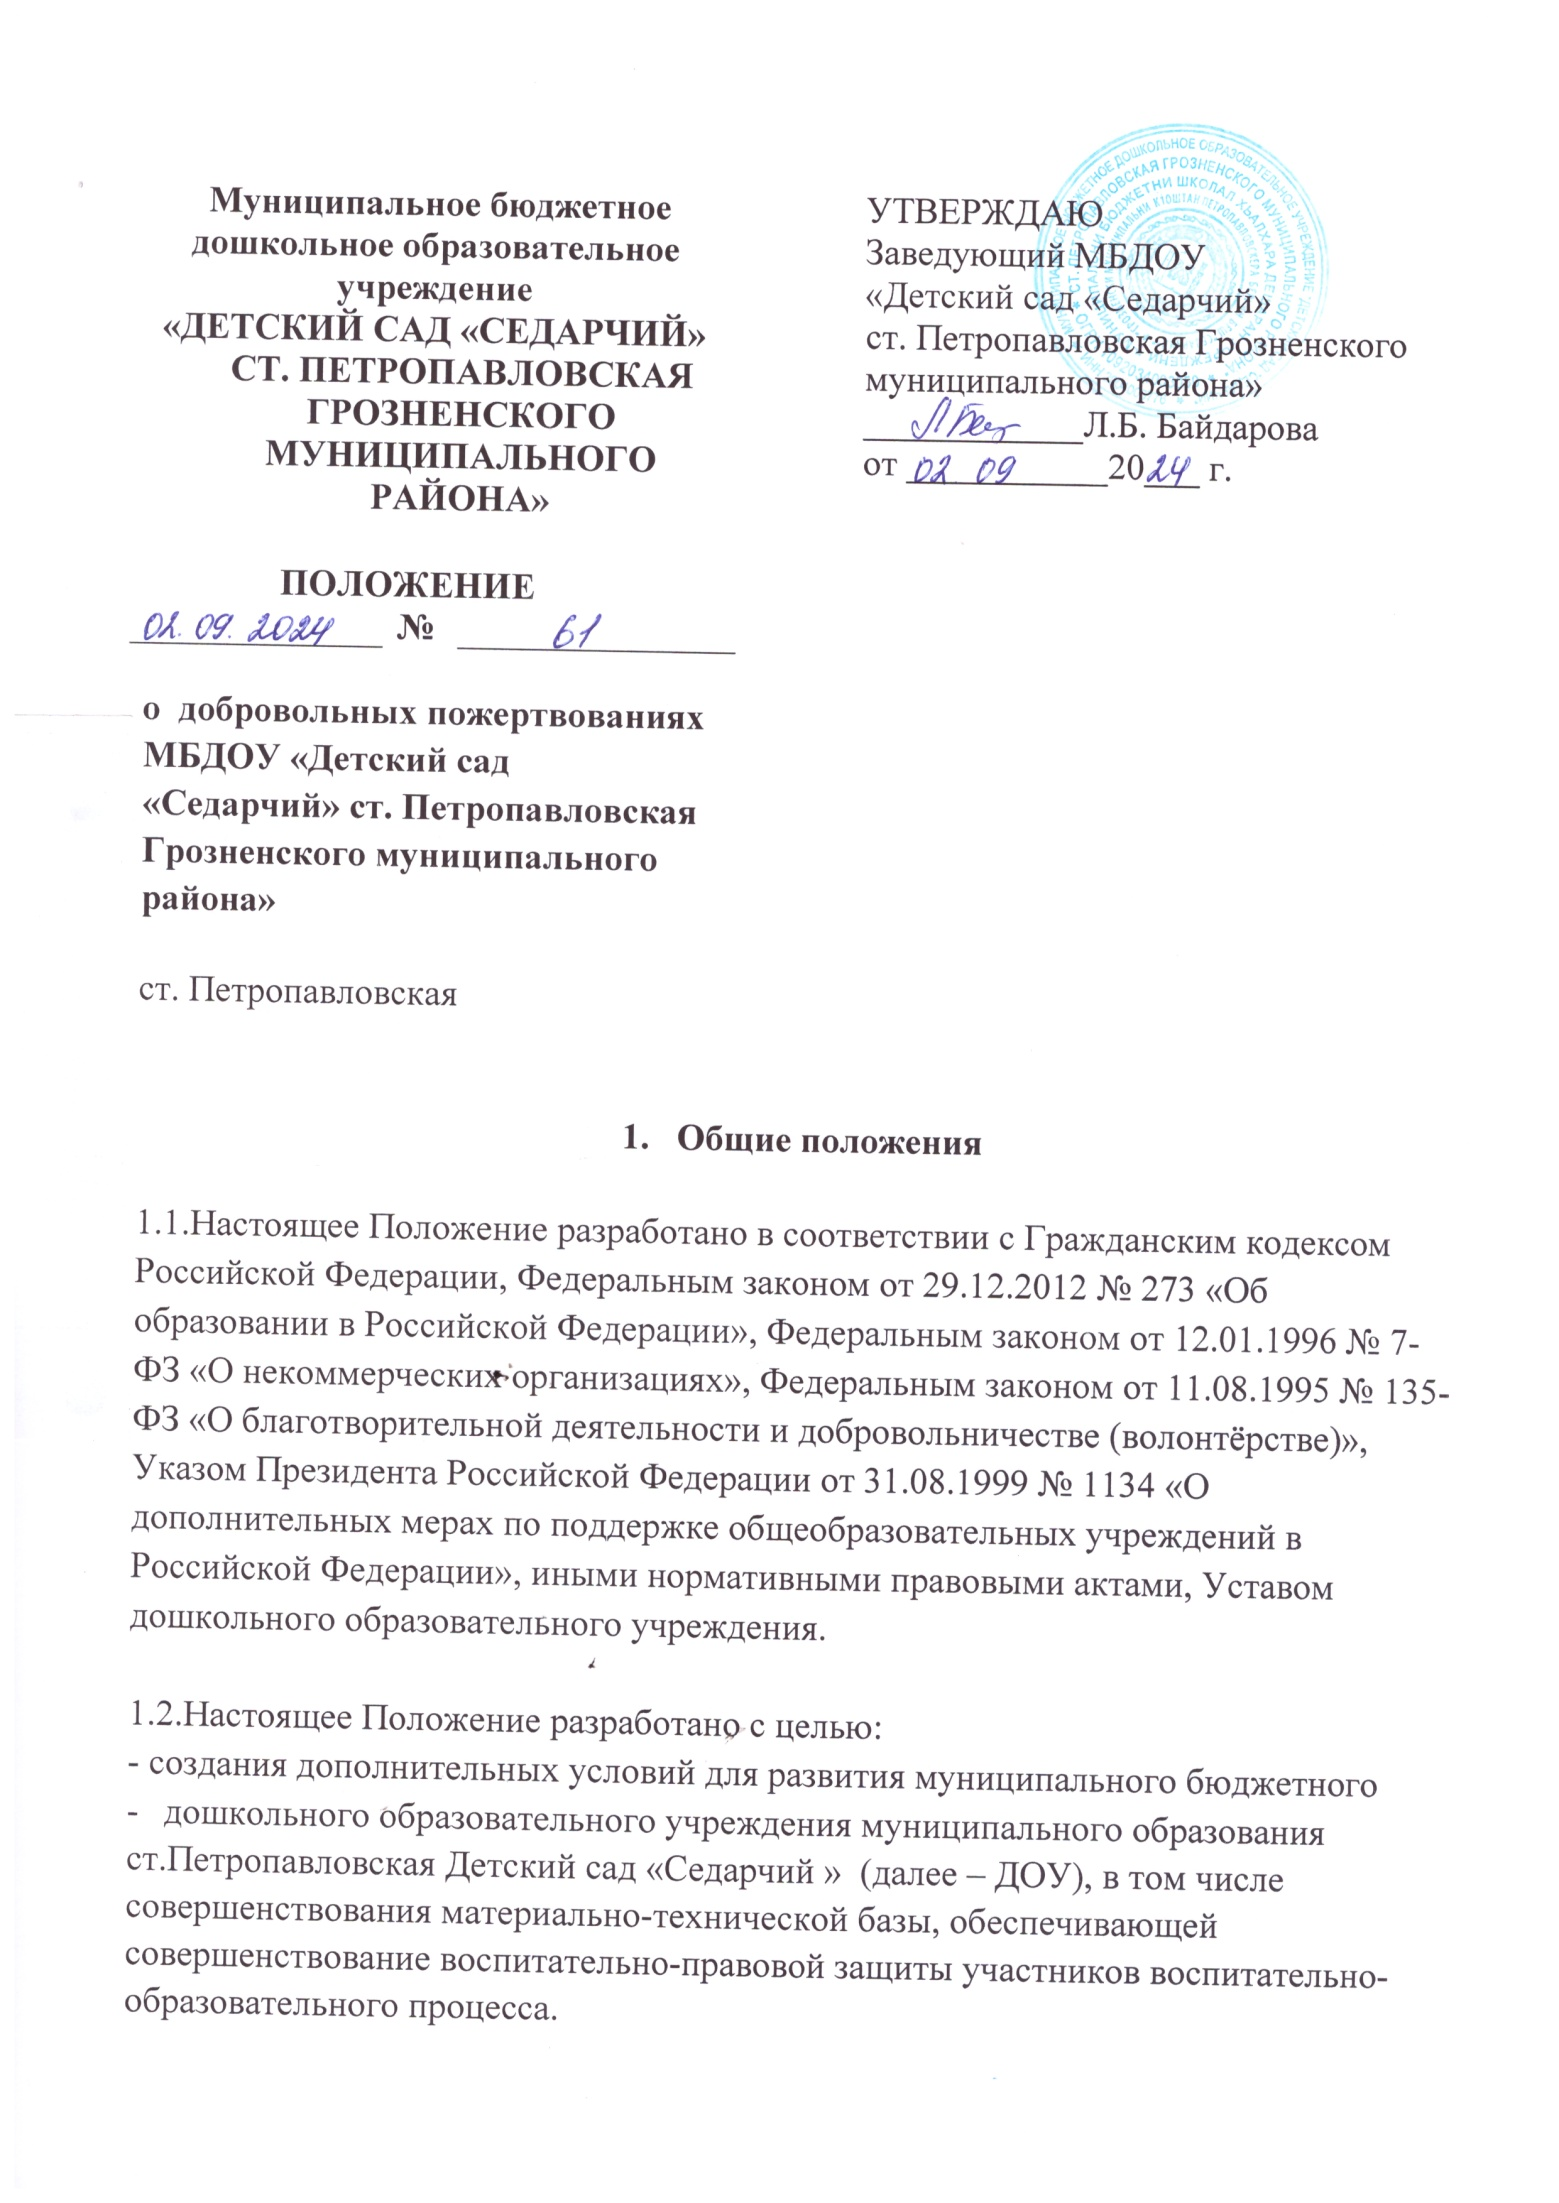 Муниципальное бюджетное
дошкольное образовательное
учреждение
«ДЕТСКИЙ САД «СЕДАРЧИЙ»
СТ. ПЕТРОПАВЛОВСКАЯ
ГРОЗНЕНСКОГО
МУНИЦИПАЛЬНОГО
РАЙОНА»
ПОЛОЖЕНИЕ
02.09.2024 № 61
о добровольных пожертвованиях
МБДОУ «Детский сад
«Седарчий» ст. Петропавловская
Грозненского муниципального
района»
ст. Петропавловская
УТВЕРЖДАЮ
Заведующий МБДОУ
«Детский сад «Седарчий»
ст. Петропавловская Грозненского
муниципального района»
Л.Б. Байдарова
от 02 09 2024 г.
1. Общие положения
1.1.Настоящее Положение разработано в соответствии с Гражданским кодексом
Российской Федерации, Федеральным законом от 29.12.2012 № 273 «Об
образовании в Российской Федерации», Федеральным законом от 12.01.1996 № 7-
ФЗ «О некоммерческих организациях», Федеральным законом от 11.08.1995 № 135-
ФЗ «О благотворительной деятельности и добровольничестве (волонтёрстве)»,
Указом Президента Российской Федерации от 31.08.1999 № 1134 «О
дополнительных мерах по поддержке общеобразовательных учреждений в
Российской Федерации», иными нормативными правовыми актами, Уставом
дошкольного образовательного учреждения.
1.2.Настоящее Положение разработано с целью:
- создания дополнительных условий для развития муниципального бюджетного
- дошкольного образовательного учреждения муниципального образования
ст.Петропавловская Детский сад «Седарчий » (далее – ДОУ), в том числе
совершенствования материально-технической базы, обеспечивающей
совершенствование воспитательно-правовой защиты участников воспитательно-
образовательного процесса.